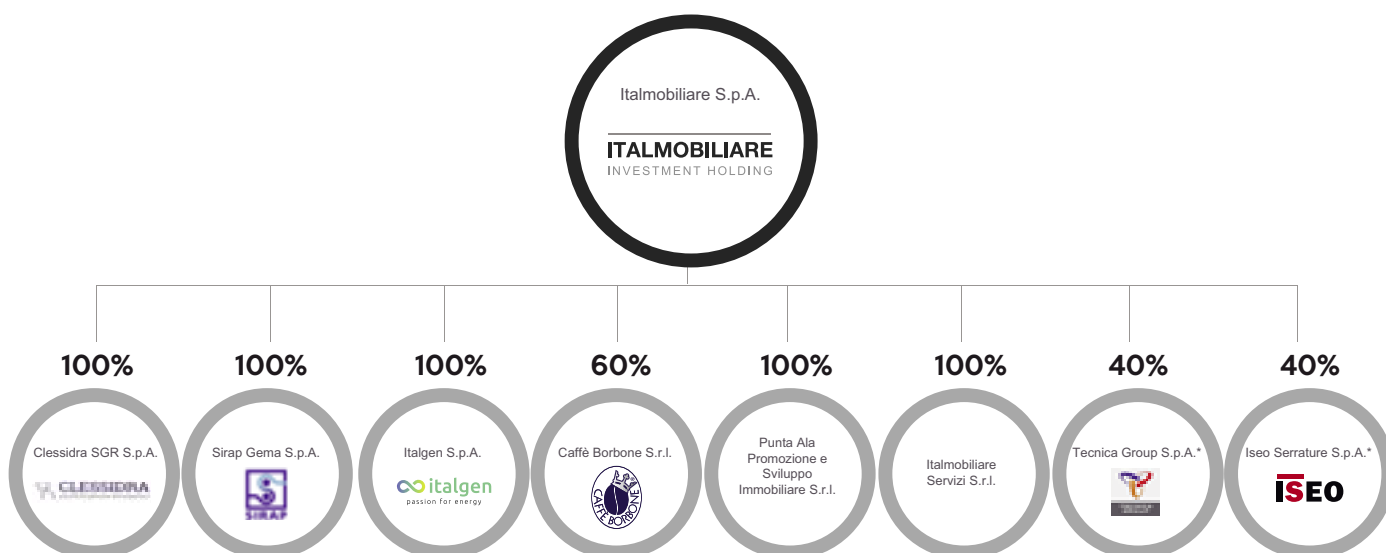 Italmobiliare S.p.A.
ITALMOBILIARE
INVESTMENT HOLDING
100%
100%
100%
60%
100%
100%
40%
40%
Clessidra SGR S.p.A.
CLESSIDRA
Sirap Gema S.p.A.
SIRAP
Italgen S.p.A.
italgen
passion for energy
Caffè Borbone S.r.l.
CAFFÈ BORBONE
Punta Ala
Promozione e
Sviluppo
Immobiliare S.r.l.
Italmobiliare
Servizi S.r.l.
Tecnica Group S.p.A.*
Iseo Serrature S.p.A.*
ISEO